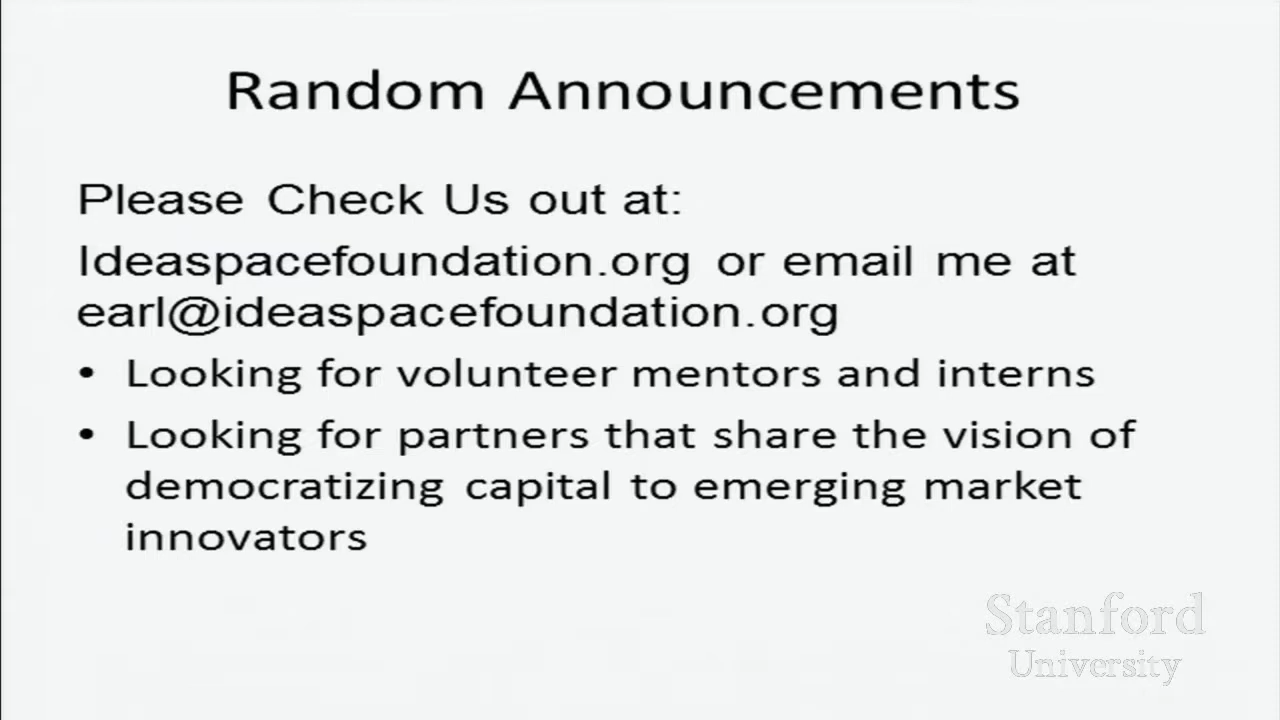 Random Announcements
Please Check Us out at:
Ideaspacefoundation.org or email me at
earl@ideaspacefoundation.org
• Looking for volunteer mentors and interns
• Looking for partners that share the vision of
democratizing capital to emerging market
innovators
Stanford
University